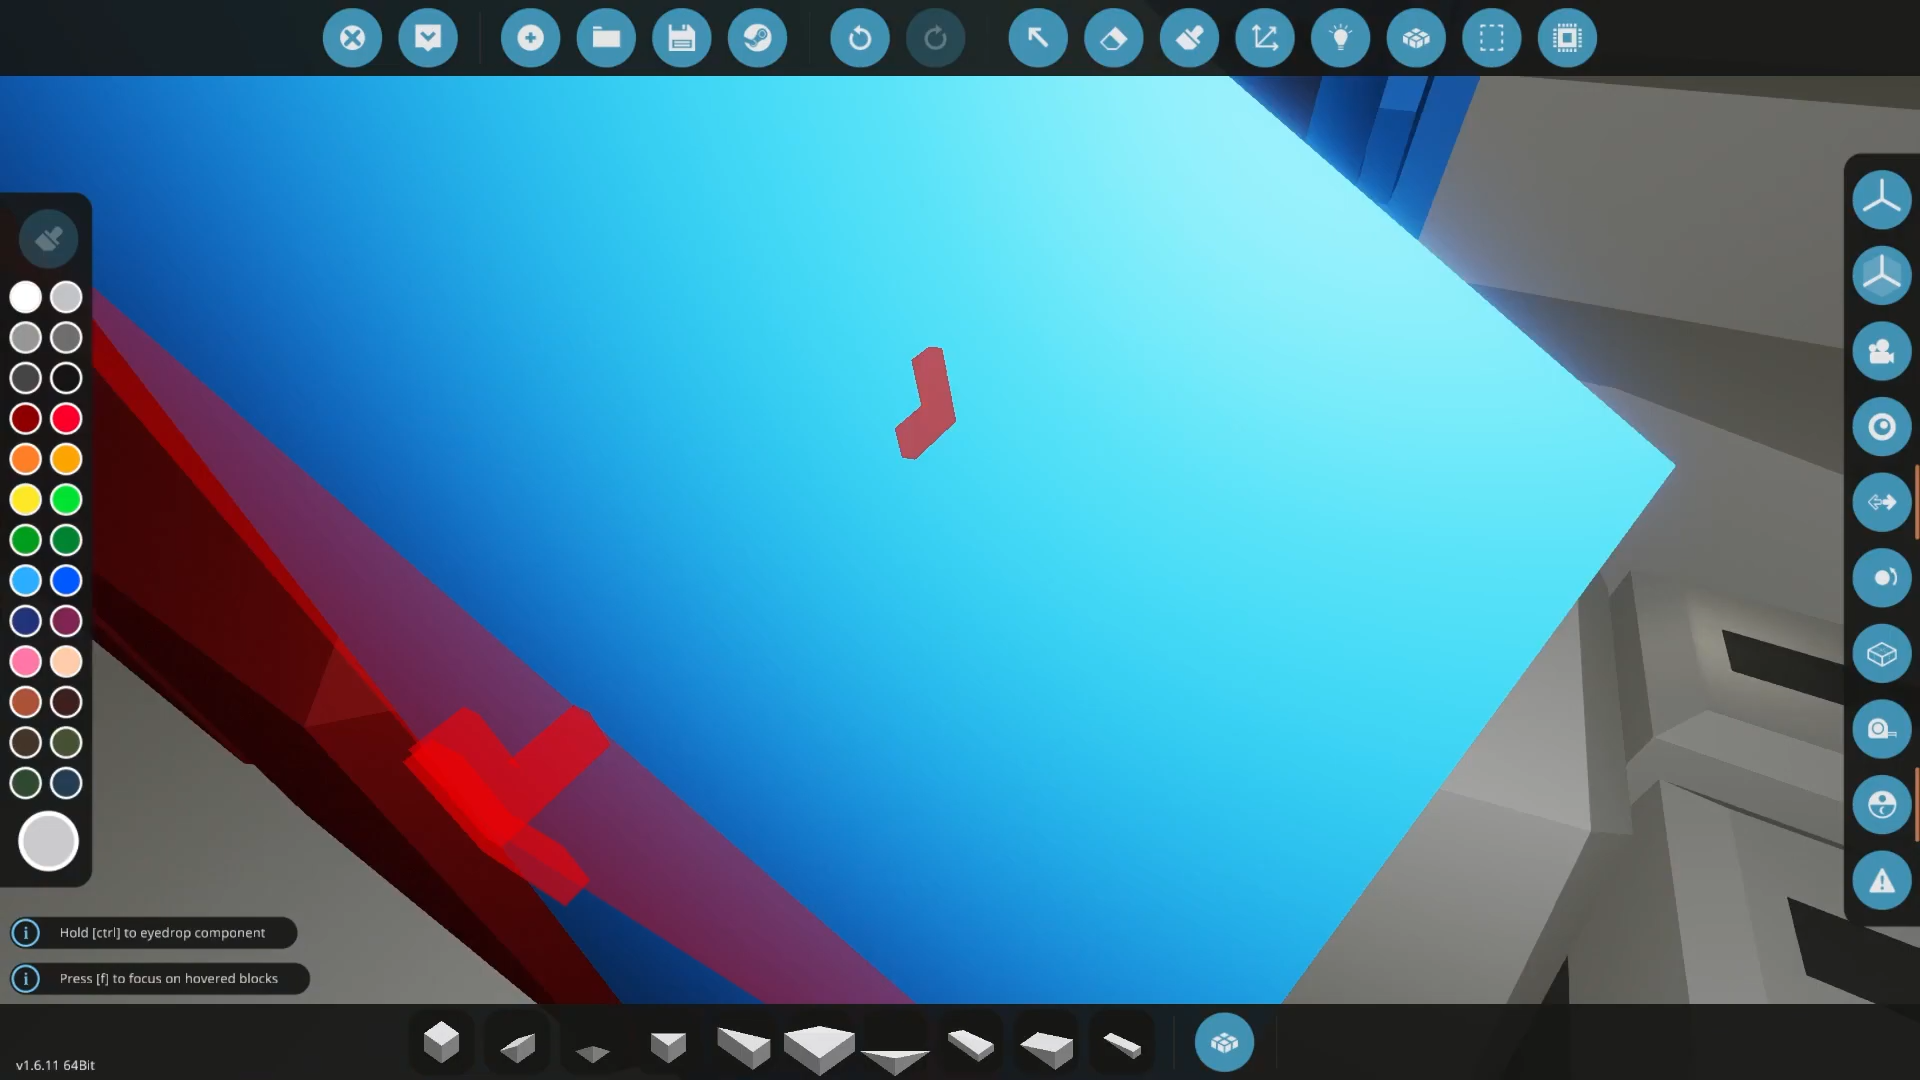 Hold [ctrl] to eyedrop component
Press [f] to focus on hovered blocks
v1.6.11 64Bit